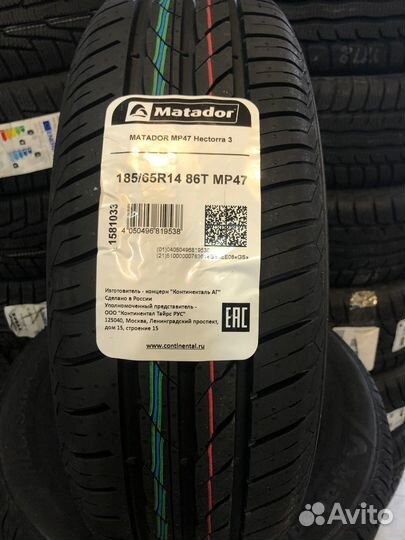 Matador
MATADOR MP47 Hectorra 3
185/65R14 86T MP47
1581033
4 050496 819538
(01)04050496819538
Изготовитель - концерн "Континенталь АГ"
Сделано в России
Уполномоченный представитель -
ООО "Континентал Тайрс РУС"
125040, Москва, Ленинградский проспект,
дом 15, строение 15
www.continental.ru
EAC
Avito